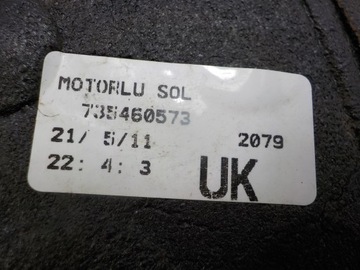 MOTORLU SOL
735460573
21/ 5/11 2079
22: 4: 3 UK